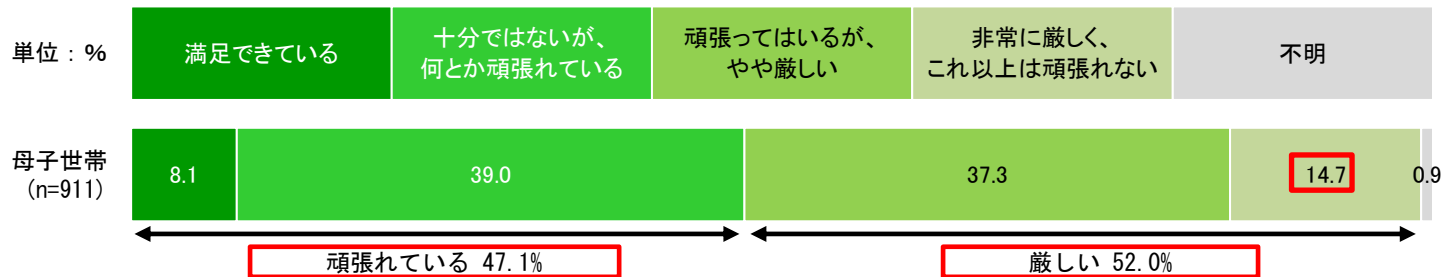 単位：%
満足できている
十分ではないが、
何とか頑張れている
頑張ってはいるが、
やや厳しい
非常に厳しく、
これ以上は頑張れない
不明
母子世帯
(n=911)
8.1
39.0
37.3
14.7
0.9
頑張れている 47.1%
厳しい 52.0%